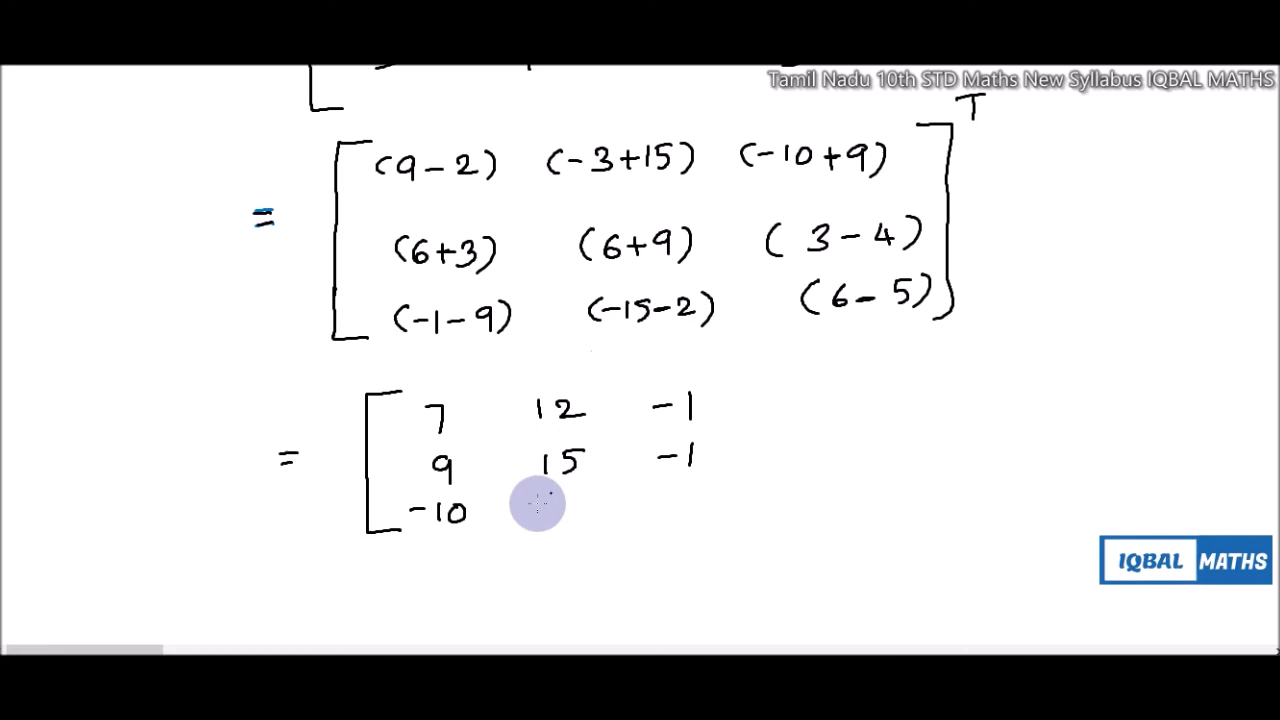 Tamil Nadu 10th STD Maths New Syllabus IQBAL MATHS
T
(9-2) (-3+15) (-10+9)
= (6+3) (6+9) (3-4)
(-1-9) (-15-2) (6-5)
7 12 -1
= 9 15 -1
-10
IQBAL MATHS